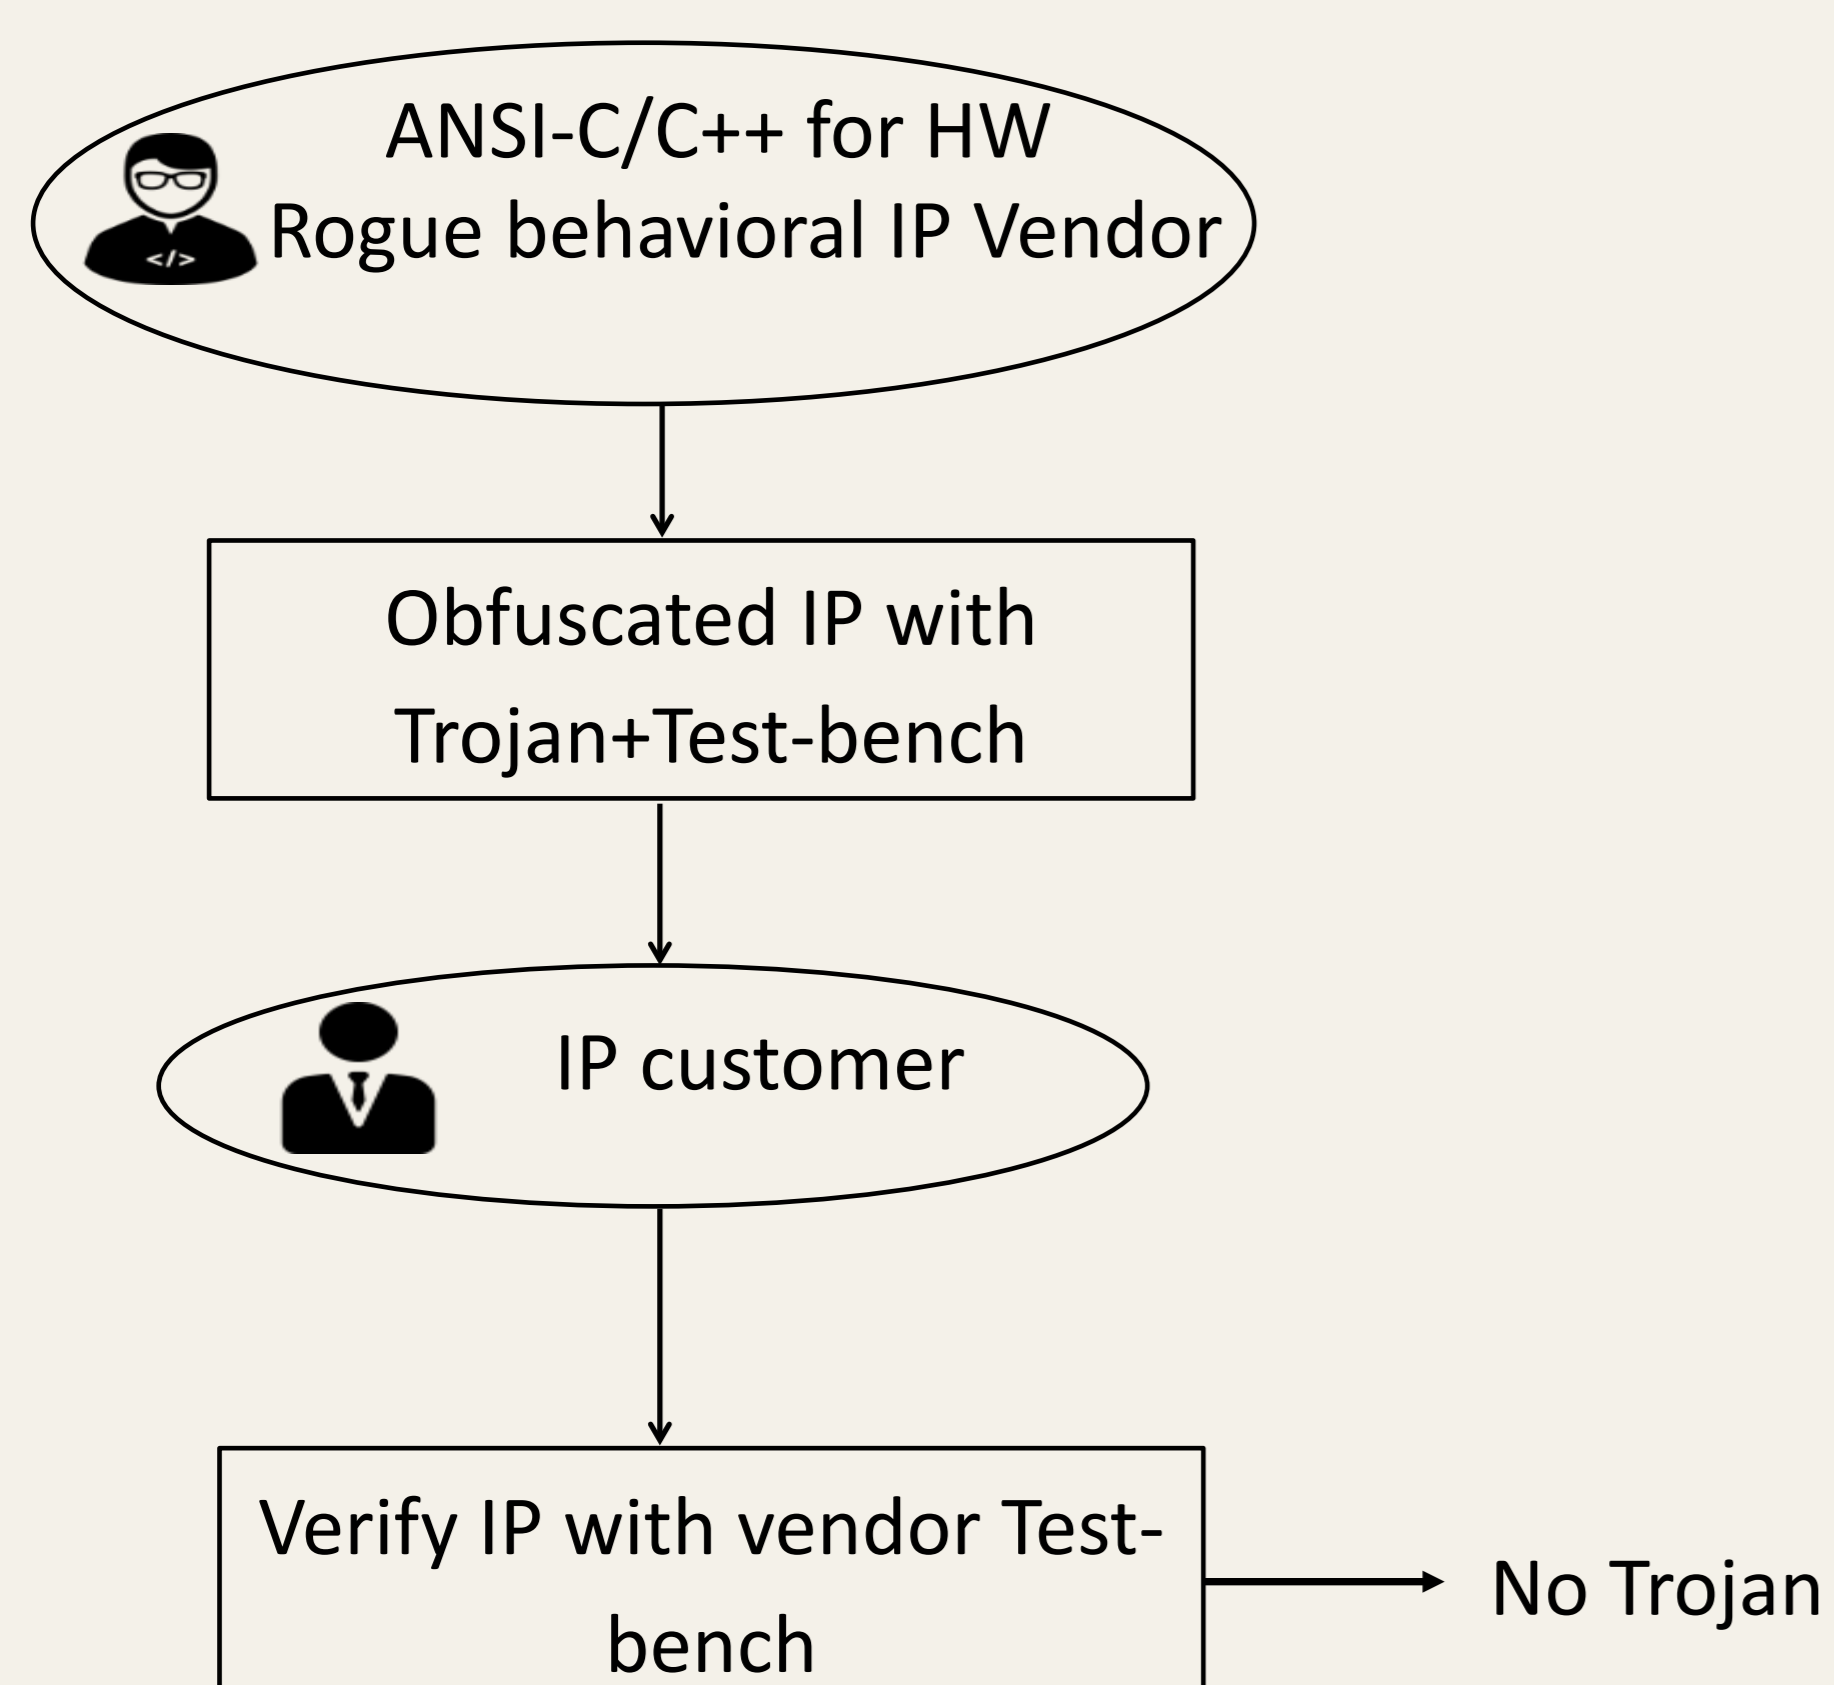 ANSI-C/C++ for HW
Rogue behavioral IP Vendor
</>
Obfuscated IP with
Trojan+Test-bench
IP customer
Verify IP with vendor Test-
bench
No Trojan